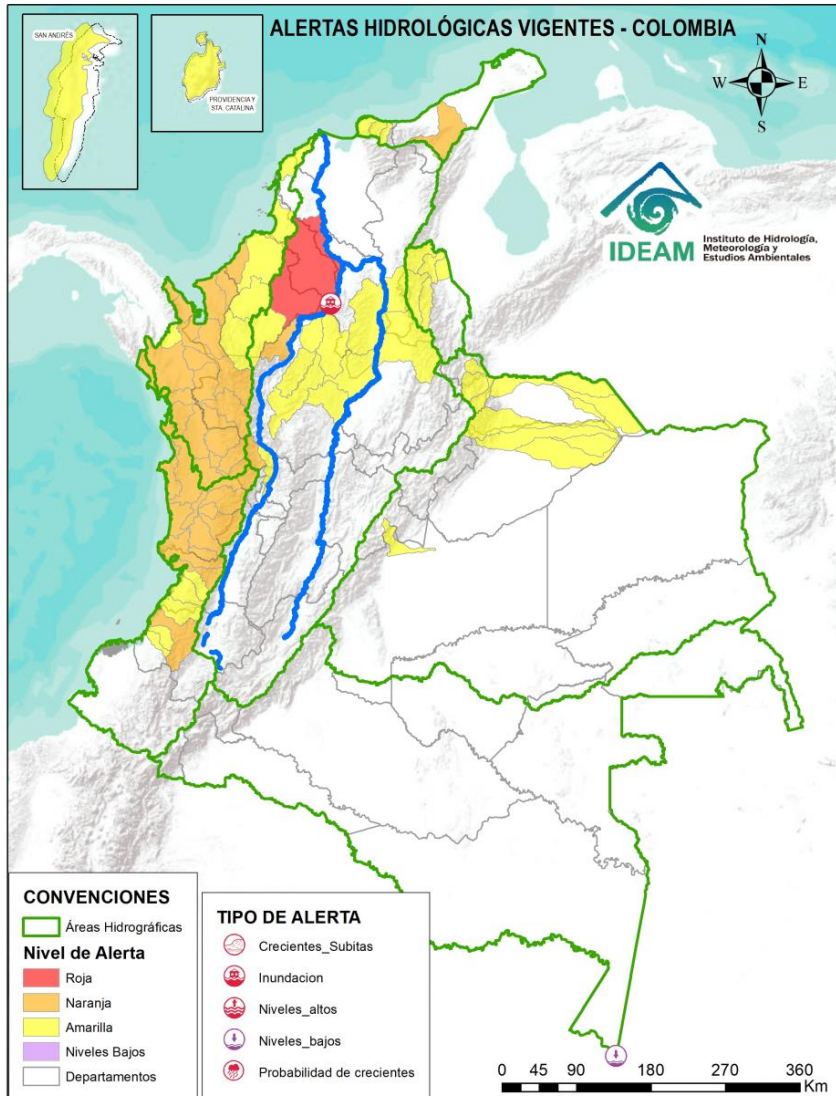 ALERTAS HIDROLÓGICAS VIGENTES - COLOMBIA
SAN ANDRÉS
PROVIDENCIA Y
STA. CATALINA
N
W
E
S
IDEAM
Instituto de Hidrología,
Meteorología y
Estudios Ambientales
CONVENCIONES
Áreas Hidrográficas
Nivel de Alerta
Roja
Naranja
Amarilla
Niveles Bajos
Departamentos
TIPO DE ALERTA
Crecientes_Subitas
Inundacion
Niveles_altos
Niveles_bajos
Probabilidad de crecientes
0 45 90 180 270 360
Km